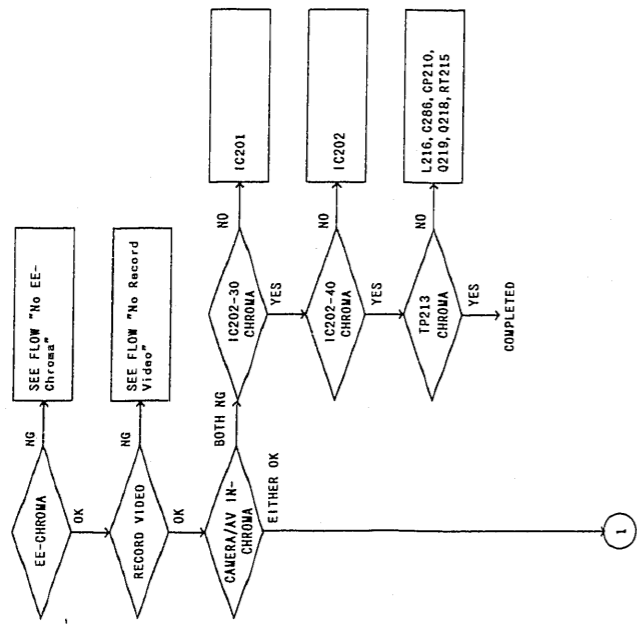 EE-CHROMA
NG
SEE FLOW "No EE-
Chroma"
OK
RECORD VIDEO
NG
SEE FLOW "No Record
Video"
OK
CAMERA/AV IN-
CHROMA
BOTH NG
EITHER OK
1
IC202-30
CHROMA
NO
IC201
YES
IC202-40
CHROMA
NO
IC202
YES
TP213
CHROMA
NO
L216, C286, CP210,
Q219, Q218, RT215
YES
COMPLETED